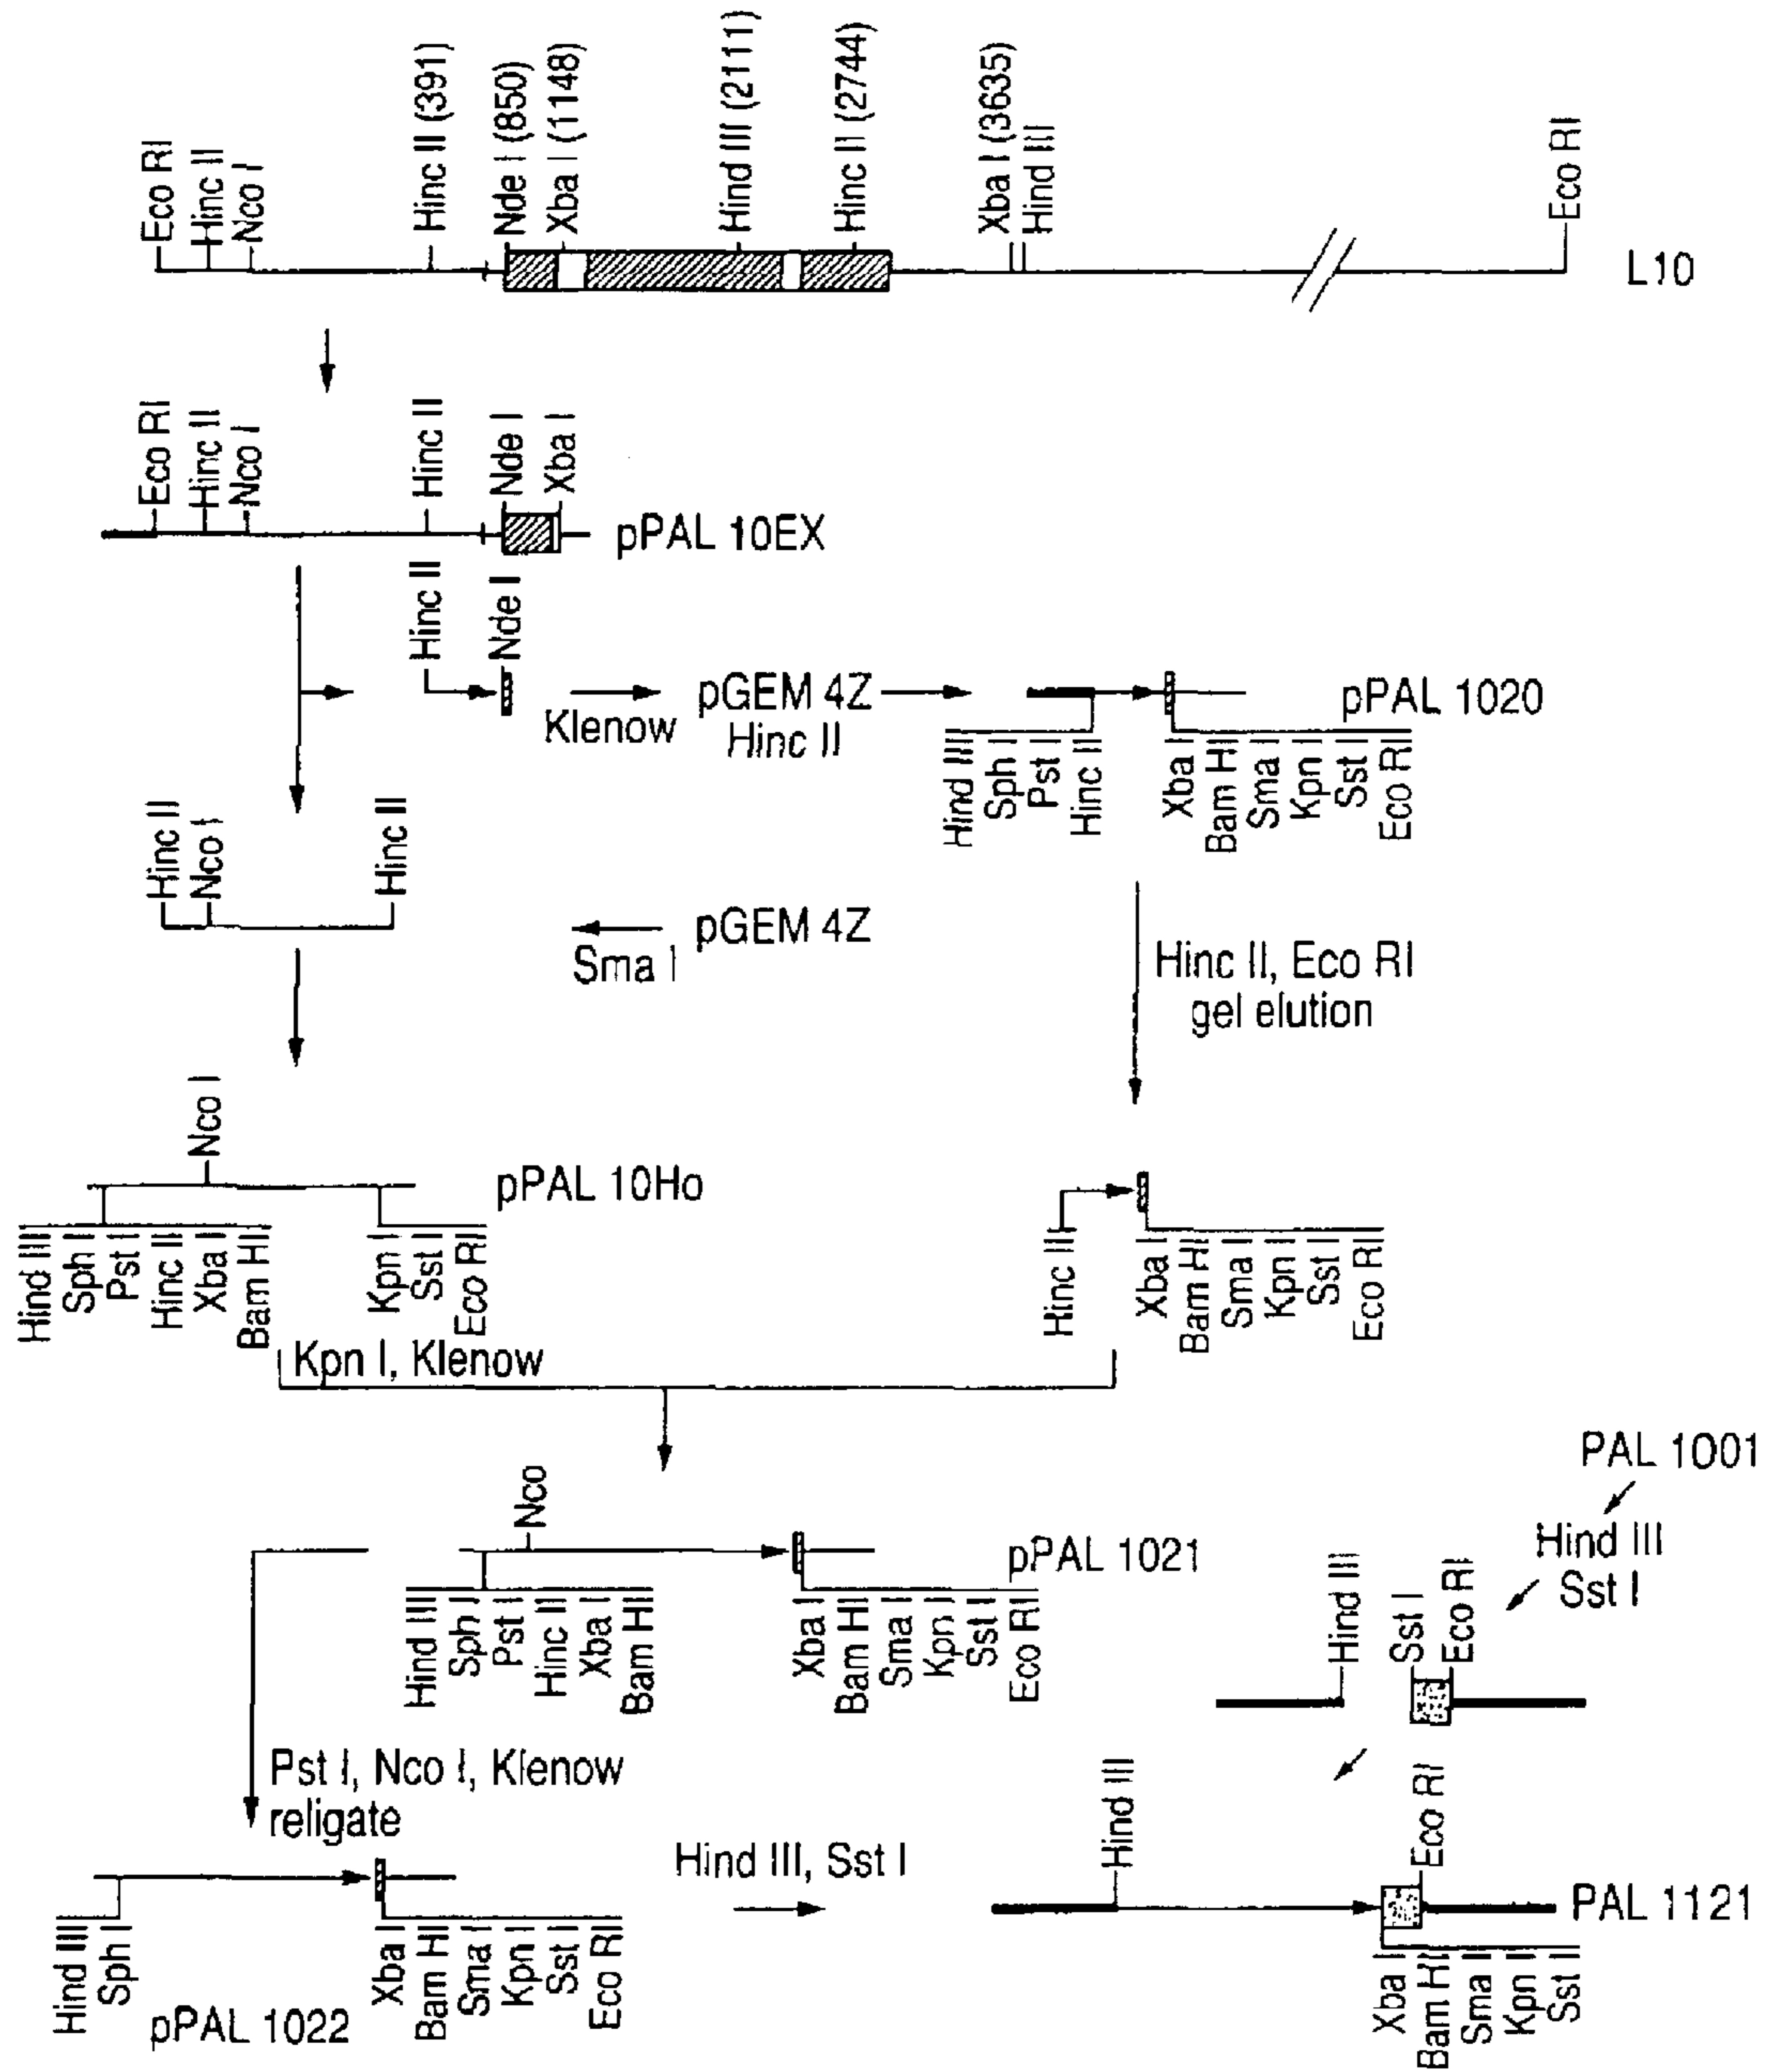 Eco RI
Hinc II
Nco I
Hinc II (391)
Nde I (850)
Xba I (1148)
Hind III (2111)
Hinc II (2744)
Xba I (3635)
Hind III
Eco RI
L10
Eco RI
Hinc II
Nco I
Hinc II
Nde I
Xba I
pPAL 10EX
Hinc II
Nde I
Klenow
pGEM 4Z
Hinc II
pPAL 1020
Hind III
Sph I
Pst I
Hinc II
Xba I
Bam HI
Sma I
Kpn I
Sst I
Eco RI
Hinc II
Nco I
Hinc II
pGEM 4Z
Sma I
Hinc II, Eco RI
gel elution
Nco I
pPAL 10Ho
Hind III
Sph I
Pst I
Hinc II
Xba I
Bam HI
Kpn I
Sst I
Eco RI
Hinc II
Xba I
Bam HI
Sma I
Kpn I
Sst I
Eco RI
Kpn I, Klenow
Nco
pPAL 1021
Hind III
Sph I
Pst I
Hinc II
Xba I
Bam HI
Xba I
Bam HI
Sma I
Kpn I
Sst I
Eco RI
PAL 1001
Hind III
Sst I
Hind III
Sst I
Eco RI
Pst I, Nco I, Klenow
religate
Hind III, Sst I
Hind III
Eco RI
PAL 1121
Hind III
Sph I
Xba I
Bam HI
Sma I
Kpn I
Sst I
Eco RI
pPAL 1022
Xba I
Bam HI
Sma I
Kpn I
Sst I